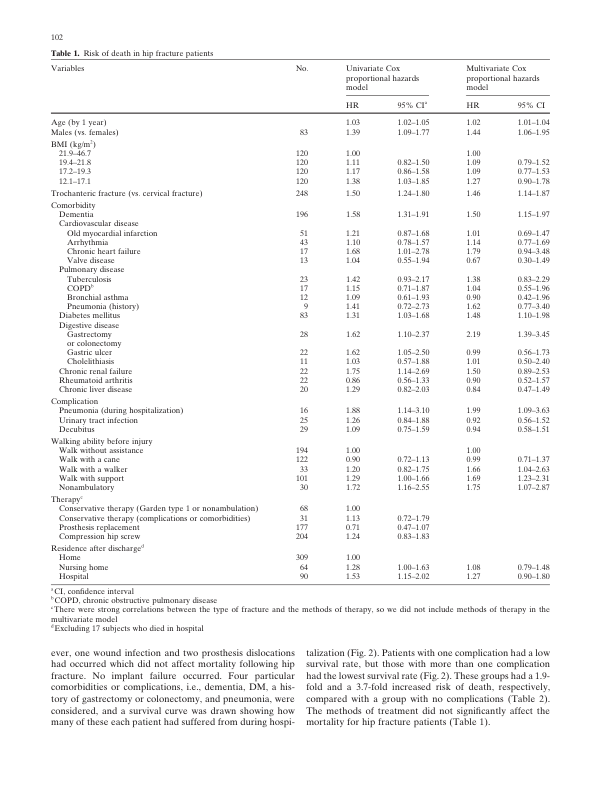 102
Table 1. Risk of death in hip fracture patients
Variables No. Univariate Cox proportional hazards model Multivariate Cox proportional hazards model
HR 95% CIa HR 95% CI
Age (by 1 year) 1.03 1.02–1.05 1.02 1.01–1.04
Males (vs. females) 83 1.39 1.09–1.77 1.44 1.06–1.95
BMI (kg/m2)
21.9–46.7 120 1.00 1.00
19.4–21.8 120 1.11 0.82–1.50 1.09 0.79–1.52
17.2–19.3 120 1.17 0.86–1.58 1.09 0.77–1.53
12.1–17.1 120 1.38 1.03–1.85 1.27 0.90–1.78
Trochanteric fracture (vs. cervical fracture) 248 1.50 1.24–1.80 1.46 1.14–1.87
Comorbidity
Dementia 196 1.58 1.31–1.91 1.50 1.15–1.97
Cardiovascular disease
Old myocardial infarction 51 1.21 0.87–1.68 1.01 0.69–1.47
Arrhythmia 43 1.10 0.78–1.57 1.14 0.77–1.69
Chronic heart failure 17 1.68 1.01–2.78 1.79 0.94–3.48
Valve disease 13 1.04 0.55–1.94 0.67 0.30–1.49
Pulmonary disease
Tuberculosis 23 1.42 0.93–2.17 1.38 0.83–2.29
COPDb 17 1.15 0.71–1.87 1.04 0.55–1.96
Bronchial asthma 12 1.09 0.61–1.93 0.90 0.42–1.96
Pneumonia (history) 9 1.41 0.72–2.73 1.62 0.77–3.40
Diabetes mellitus 83 1.31 1.03–1.68 1.48 1.10–1.98
Digestive disease
Gastrectomy 28 1.62 1.10–2.37 2.19 1.39–3.45
or colonectomy
Gastric ulcer 22 1.62 1.05–2.50 0.99 0.56–1.73
Cholelithiasis 11 1.03 0.57–1.88 1.01 0.50–2.40
Chronic renal failure 22 1.75 1.14–2.69 1.50 0.89–2.53
Rheumatoid arthritis 22 0.86 0.56–1.33 0.90 0.52–1.57
Chronic liver disease 20 1.29 0.82–2.03 0.84 0.47–1.49
Complication
Pneumonia (during hospitalization) 16 1.88 1.14–3.10 1.99 1.09–3.63
Urinary tract infection 25 1.26 0.84–1.88 0.92 0.56–1.52
Decubitus 29 1.09 0.75–1.59 0.94 0.58–1.51
Walking ability before injury
Walk without assistance 194 1.00 1.00
Walk with a cane 122 0.90 0.72–1.13 0.99 0.71–1.37
Walk with a walker 33 1.20 0.82–1.75 1.66 1.04–2.63
Walk with support 101 1.29 1.00–1.66 1.69 1.23–2.31
Nonambulatory 30 1.72 1.16–2.55 1.75 1.07–2.87
Therapyc
Conservative therapy (Garden type 1 or nonambulation) 68 1.00
Conservative therapy (complications or comorbidities) 31 1.13 0.72–1.79
Prosthesis replacement 177 0.71 0.47–1.07
Compression hip screw 204 1.24 0.83–1.83
Residence after discharged
Home 309 1.00
Nursing home 64 1.28 1.00–1.63 1.08 0.79–1.48
Hospital 90 1.53 1.15–2.02 1.27 0.90–1.80
a CI, confidence interval
b COPD, chronic obstructive pulmonary disease
c There were strong correlations between the type of fracture and the methods of therapy, so we did not include methods of therapy in the
multivariate model
d Excluding 17 subjects who died in hospital
ever, one wound infection and two prosthesis dislocations
had occurred which did not affect mortality following hip
fracture. No implant failure occurred. Four particular
comorbidities or complications, i.e., dementia, DM, a his-
tory of gastrectomy or colonectomy, and pneumonia, were
considered, and a survival curve was drawn showing how
many of these each patient had suffered from during hospi-
talization (Fig. 2). Patients with one complication had a low
survival rate, but those with more than one complication
had the lowest survival rate (Fig. 2). These groups had a 1.9-
fold and a 3.7-fold increased risk of death, respectively,
compared with a group with no complications (Table 2).
The methods of treatment did not significantly affect the
mortality for hip fracture patients (Table 1).